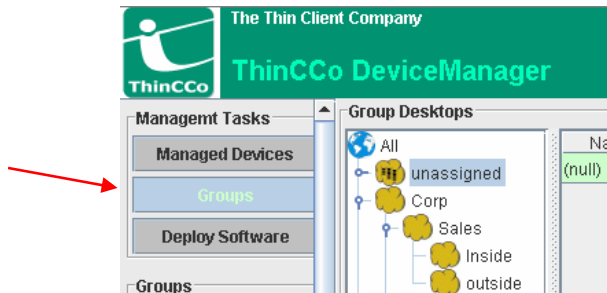 The Thin Client Company
ThinCCo DeviceManager
ThinCCo
Managemt Tasks
Managed Devices
Groups
Deploy Software
Groups
Group Desktops
All
unassigned
Corp
Sales
Inside
outside
(null)